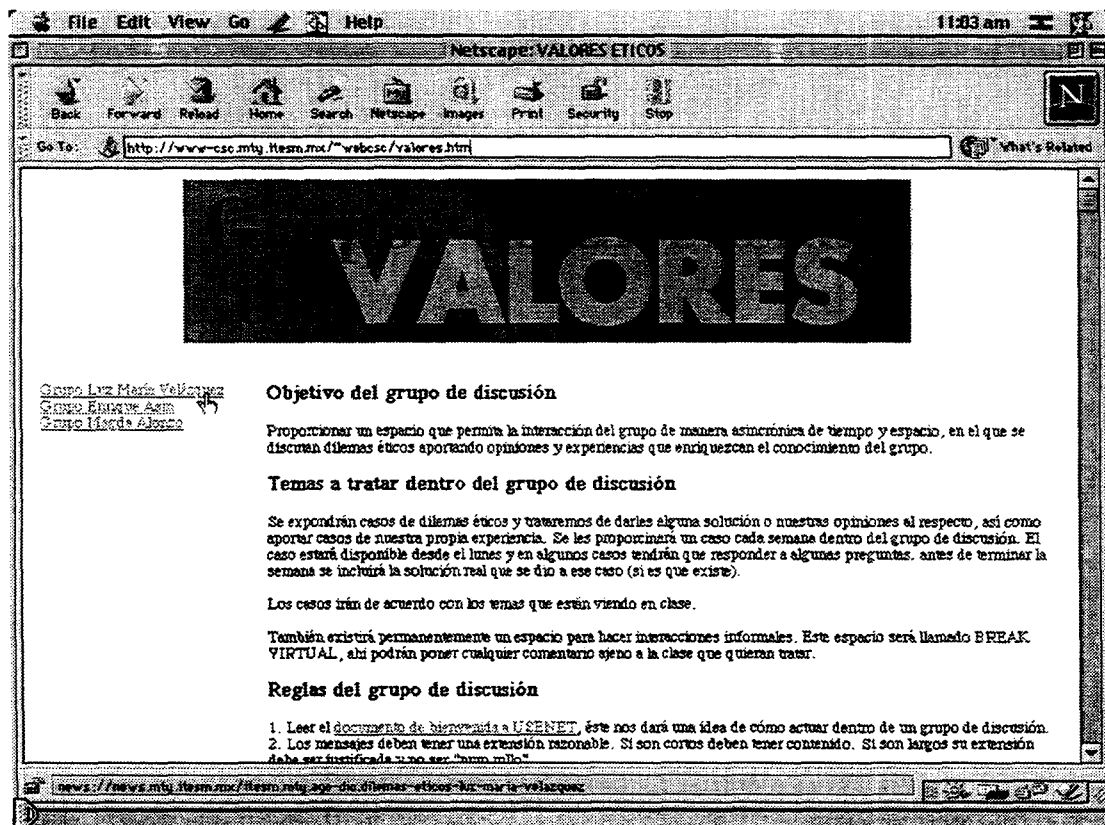 File Edit View Go Help 11:03 am
Netscape: VALORES ETICOS
Back Forward Reload Home Search Netscape Images Print Security Stop
N
Go To: http://www-csc.mty.itesm.mx/~webcsc/valores.htm What's Related
VALORES
Grupo Luz María Velázquez
Grupo Enrique Asin
Grupo Magda Alonzo
Objetivo del grupo de discusión
Proporcionar un espacio que permita la interacción del grupo de manera asincrónica de tiempo y espacio, en el que se
discutan dilemas éticos aportando opiniones y experiencias que enriquezcan el conocimiento del grupo.
Temas a tratar dentro del grupo de discusión
Se expondrán casos de dilemas éticos y trataremos de darles alguna solución o nuestras opiniones al respecto, así como
aportar casos de nuestra propia experiencia. Se les proporcinará un caso cada semana dentro del grupo de discusión. El
caso estará disponible desde el lunes y en algunos casos tendrán que responder a algunas preguntas, antes de terminar la
semana se incluirá la solución real que se dio a ese caso (si es que existe).
Los casos irán de acuerdo con los temas que están viendo en clase.
También existirá permanentemente un espacio para hacer interacciones informales. Este espacio será llamado BREAK
VIRTUAL, ahí podrán poner cualquier comentario ajeno a la clase que quieran tratar.
Reglas del grupo de discusión
1. Leer el documento de bienvenida a USENET, éste nos dará una idea de cómo actuar dentro de un grupo de discusión.
2. Los mensajes deben tener una extensión razonable. Si son cortos deben tener contenido. Si son largos su extensión
debe ser justificada y no ser "puro rollo"
news://news.mty.itesm.mx/itesm.mty.age-dic.dilemas-eticos-luz-maria-velazquez